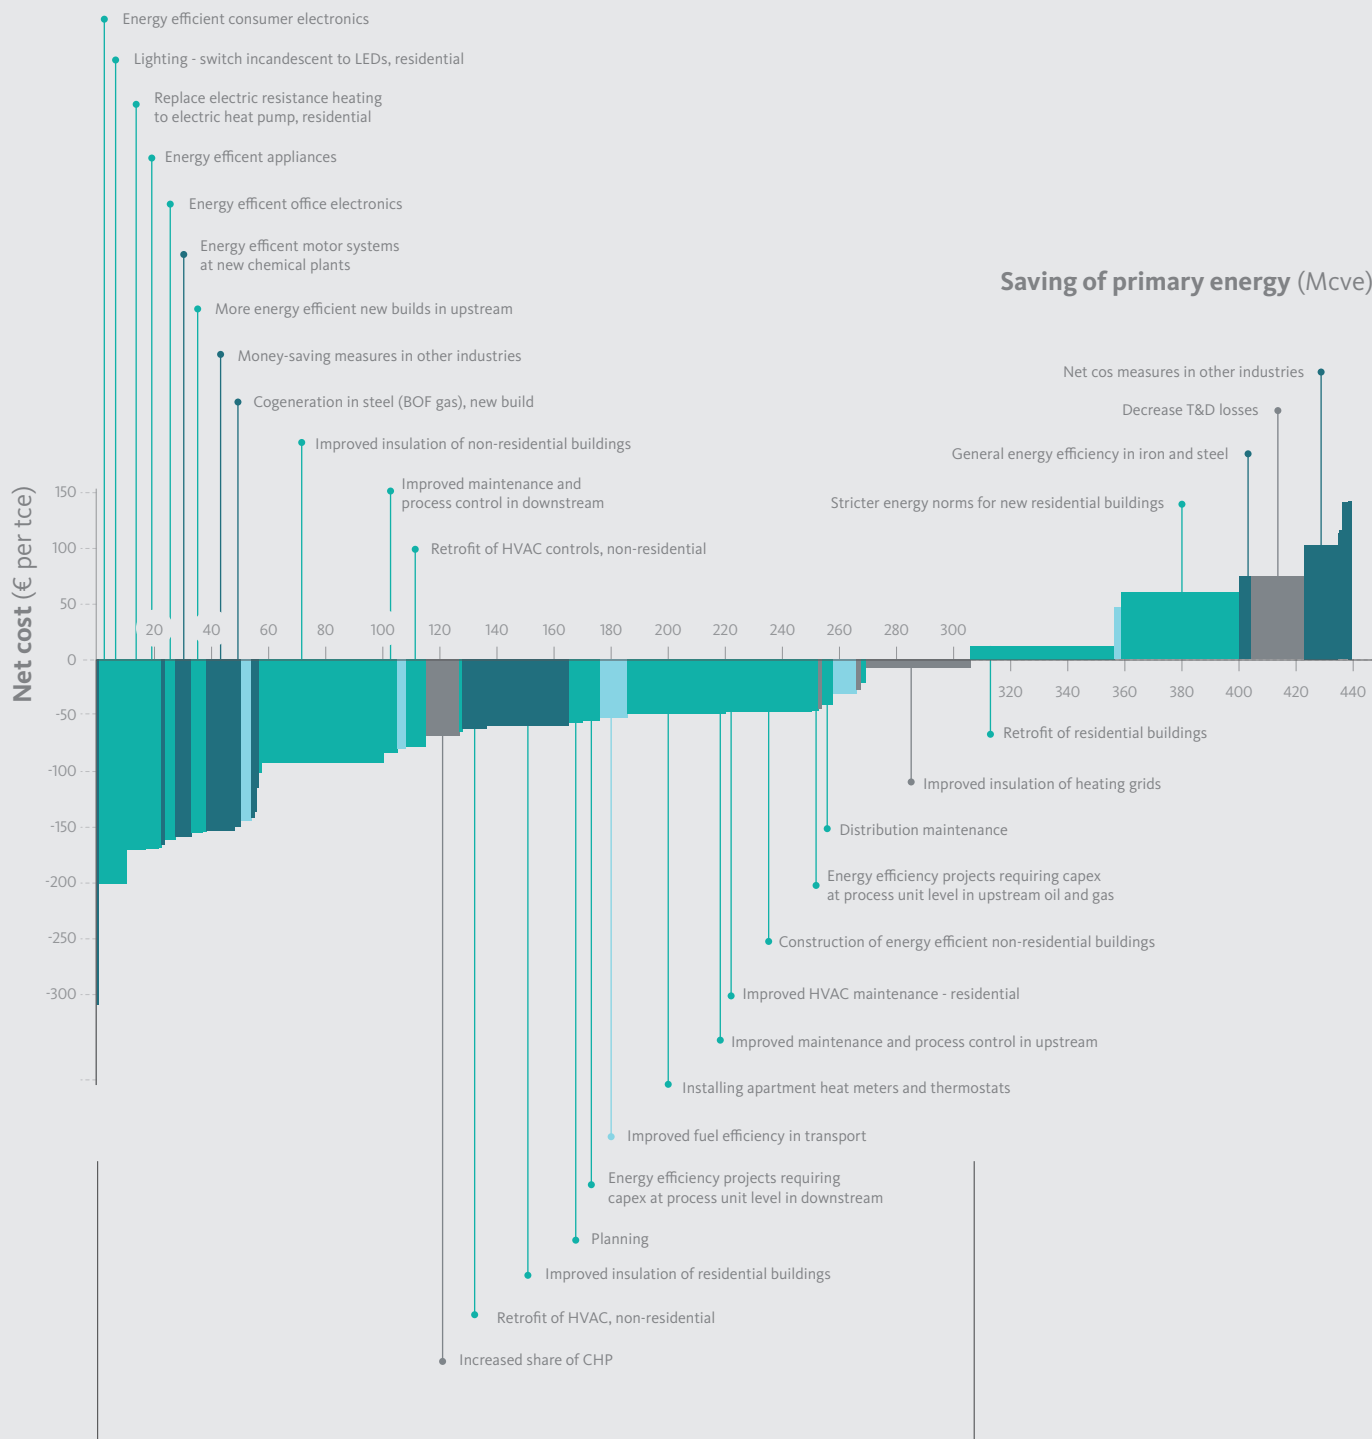 Energy efficient consumer electronics
Lighting - switch incandescent to LEDs, residential
Replace electric resistance heating
to electric heat pump, residential
Energy efficent appliances
Energy efficent office electronics
Energy efficent motor systems
at new chemical plants
More energy efficient new builds in upstream
Money-saving measures in other industries
Cogeneration in steel (BOF gas), new build
Improved insulation of non-residential buildings
Improved maintenance and
process control in downstream
Retrofit of HVAC controls, non-residential
Saving of primary energy (Mcve)
Net cos measures in other industries
Decrease T&D losses
General energy efficiency in iron and steel
Stricter energy norms for new residential buildings
Net cost (€ per tce)
150
100
50
0
-50
-100
-150
-200
-250
-300
20 40 60 80 100 120 140 160 180 200 220 240 260 280 300
320 340 360 380 400 420 440
Retrofit of residential buildings
Improved insulation of heating grids
Distribution maintenance
Energy efficiency projects requiring capex
at process unit level in upstream oil and gas
Construction of energy efficient non-residential buildings
Improved HVAC maintenance - residential
Improved maintenance and process control in upstream
Installing apartment heat meters and thermostats
Improved fuel efficiency in transport
Energy efficiency projects requiring
capex at process unit level in downstream
Planning
Improved insulation of residential buildings
Retrofit of HVAC, non-residential
Increased share of CHP